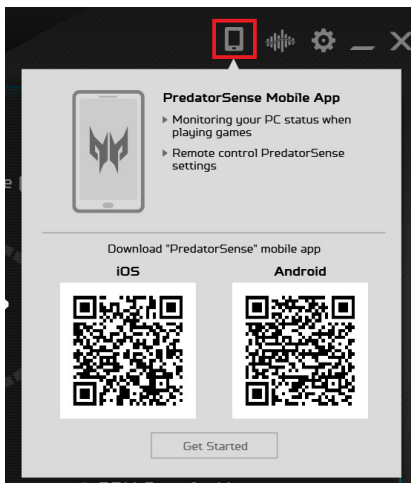 PredatorSense Mobile App
▸ Monitoring your PC status when
playing games
▸ Remote control PredatorSense
settings
Download "PredatorSense" mobile app
iOS
Android
Get Started